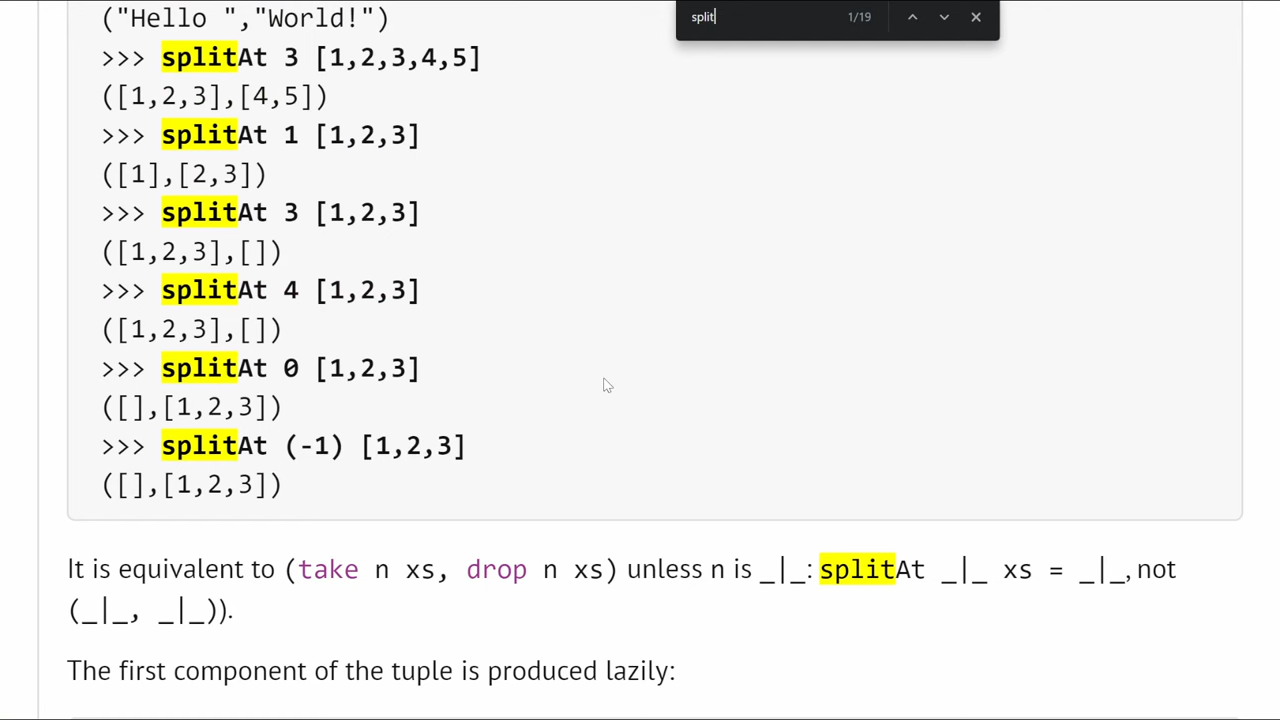 ("Hello ","World!")
split 1/19
>>> splitAt 3 [1,2,3,4,5]
([1,2,3],[4,5])
>>> splitAt 1 [1,2,3]
([1],[2,3])
>>> splitAt 3 [1,2,3]
([1,2,3],[])
>>> splitAt 4 [1,2,3]
([1,2,3],[])
>>> splitAt 0 [1,2,3]
([],[1,2,3])
>>> splitAt (-1) [1,2,3]
([],[1,2,3])
It is equivalent to (take n xs, drop n xs) unless n is _|_: splitAt _|_ xs = _|_, not
(_|_, _|_)).
The first component of the tuple is produced lazily: